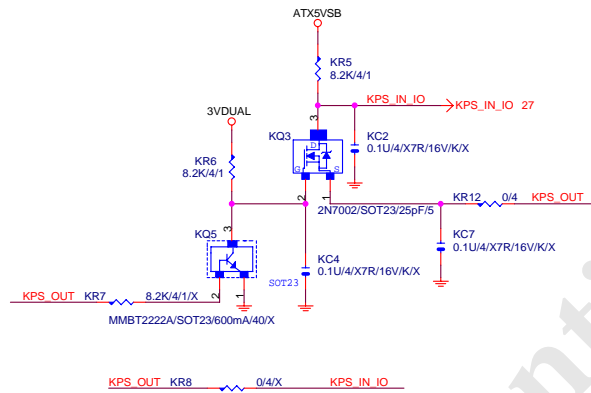 ATX5VSB
KR5
8.2K/4/1
KPS_IN_IO
KPS_IN_IO 27
3VDUAL
3
KQ3
D
G
S
KC2
0.1U/4/X7R/16V/K/X
KR6
8.2K/4/1
2
1
2N7002/SOT23/25pF/5
KR12
0/4
KPS_OUT
3
KQ5
KC7
0.1U/4/X7R/16V/K/X
KC4
0.1U/4/X7R/16V/K/X
SOT23
KPS_OUT
KR7
8.2K/4/1/X
2
1
MMBT2222A/SOT23/600mA/40/X
KPS_OUT
KR8
0/4/X
KPS_IN_IO